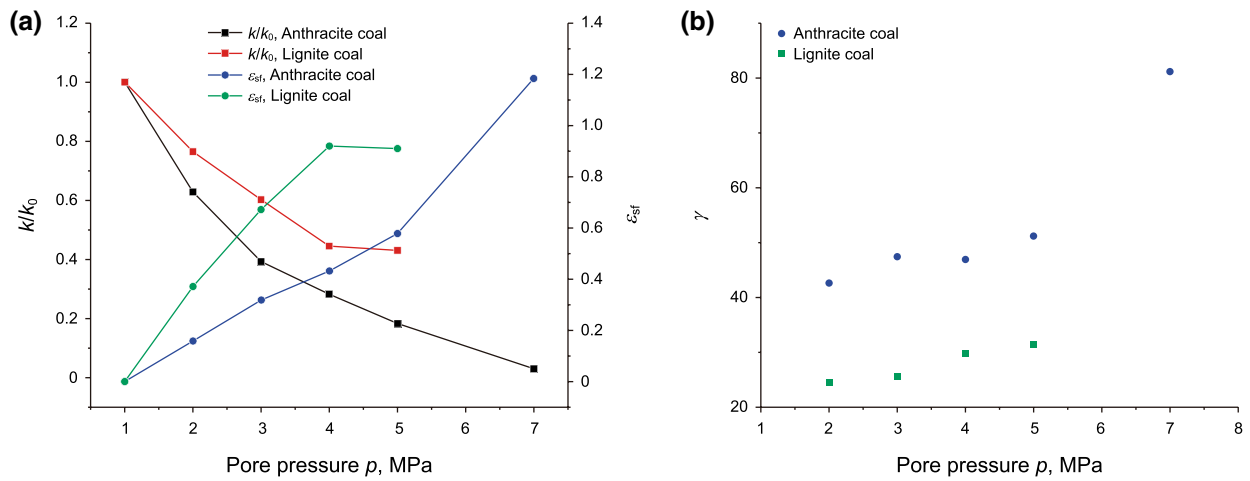 (a)
k/k0, Anthracite coal
k/k0, Lignite coal
εsf, Anthracite coal
εsf, Lignite coal
1.2
1.0
0.8
0.6
0.4
0.2
0
k/k0
1.4
1.2
1.0
0.8
0.6
0.4
0.2
0
εsf
1 2 3 4 5 6 7
Pore pressure p, MPa
(b)
Anthracite coal
Lignite coal
80
60
40
20
γ
1 2 3 4 5 6 7 8
Pore pressure p, MPa